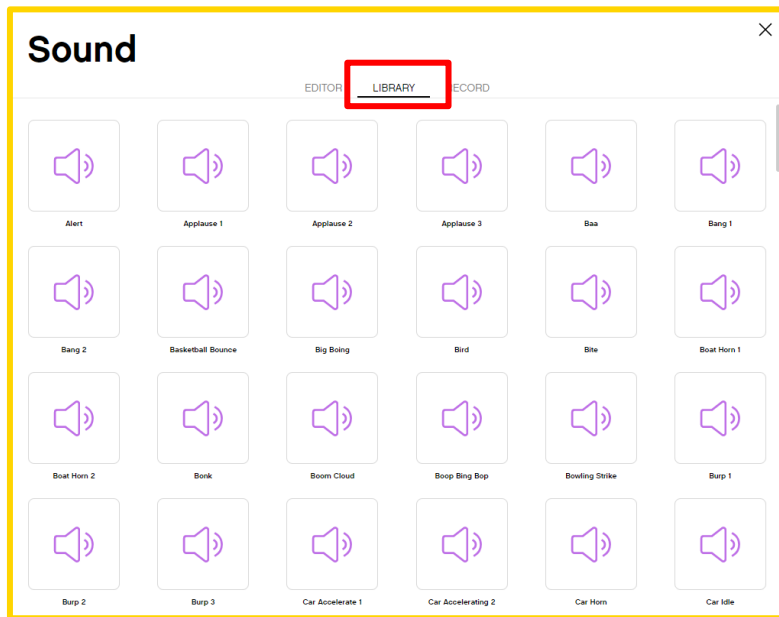 Sound
EDITOR LIBRARY ECORD
Alert Applause 1 Applause 2 Applause 3 Baa Bang 1
Bang 2 Basketball Bounce Big Boing Bird Bite Boat Horn 1
Boat Horn 2 Bonk Boom Cloud Boop Bing Bop Bowling Strike Burp 1
Burp 2 Burp 3 Car Accelerate 1 Car Accelerating 2 Car Horn Car Idle